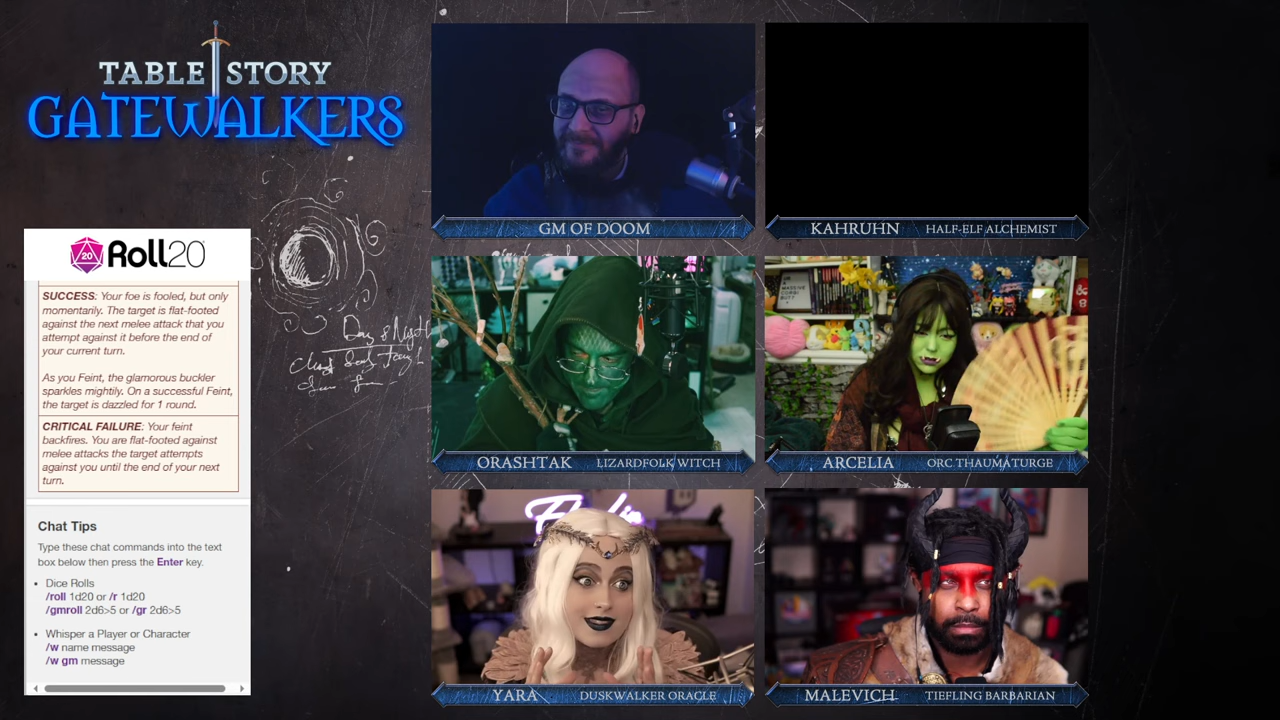 TABLE STORY
GATEWALKERS
Roll20
20
SUCCESS: Your foe is fooled, but only
momentarily. The target is flat-footed
against the next melee attack that you
attempt against it before the end of
your current turn.
As you Feint, the glamorous buckler
sparkles mightily. On a successful Feint,
the target is dazzled for 1 round.
CRITICAL FAILURE: Your feint
backfires. You are flat-footed against
melee attacks the target attempts
against you until the end of your next
turn.
Chat Tips
Type these chat commands into the text
box below then press the Enter key.
• Dice Rolls
/roll 1d20 or /r 1d20
/gmroll 2d6>5 or /gr 2d6>5
• Whisper a Player or Character
/w name message
/w gm message
GM OF DOOM
KAHRUHN HALF-ELF ALCHEMIST
ORASHTAK LIZARDFOLK WITCH
MASSIVE
BUTT
ARCELIA ORC THAUMATURGE
YARA DUSKWALKER ORACLE
MALEVICH TIEFLING BARBARIAN